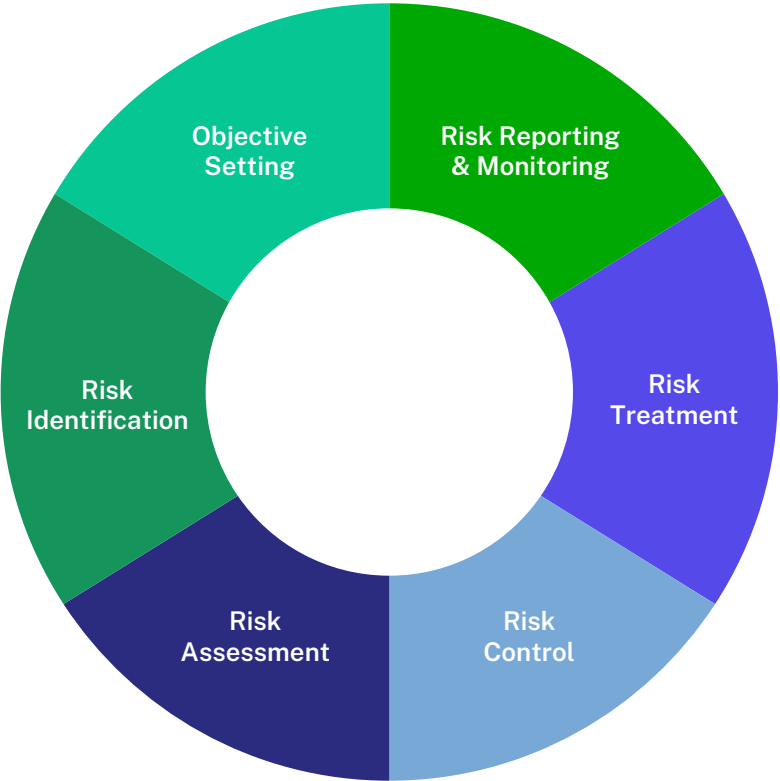 Objective
Setting
Risk Reporting
& Monitoring
Risk
Identification
Risk
Treatment
Risk
Assessment
Risk
Control